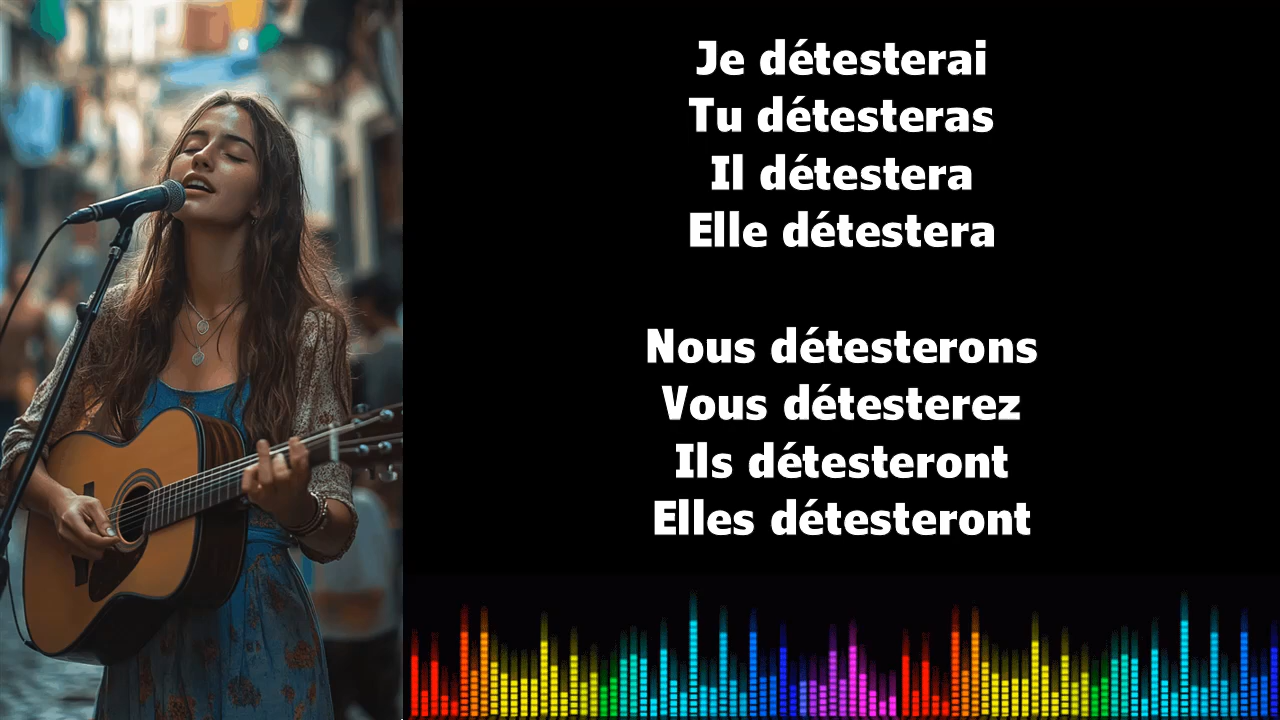 Je détesterai
Tu détesteras
Il détestera
Elle détestera
Nous détesterons
Vous détesterez
Ils détesteront
Elles détesteront